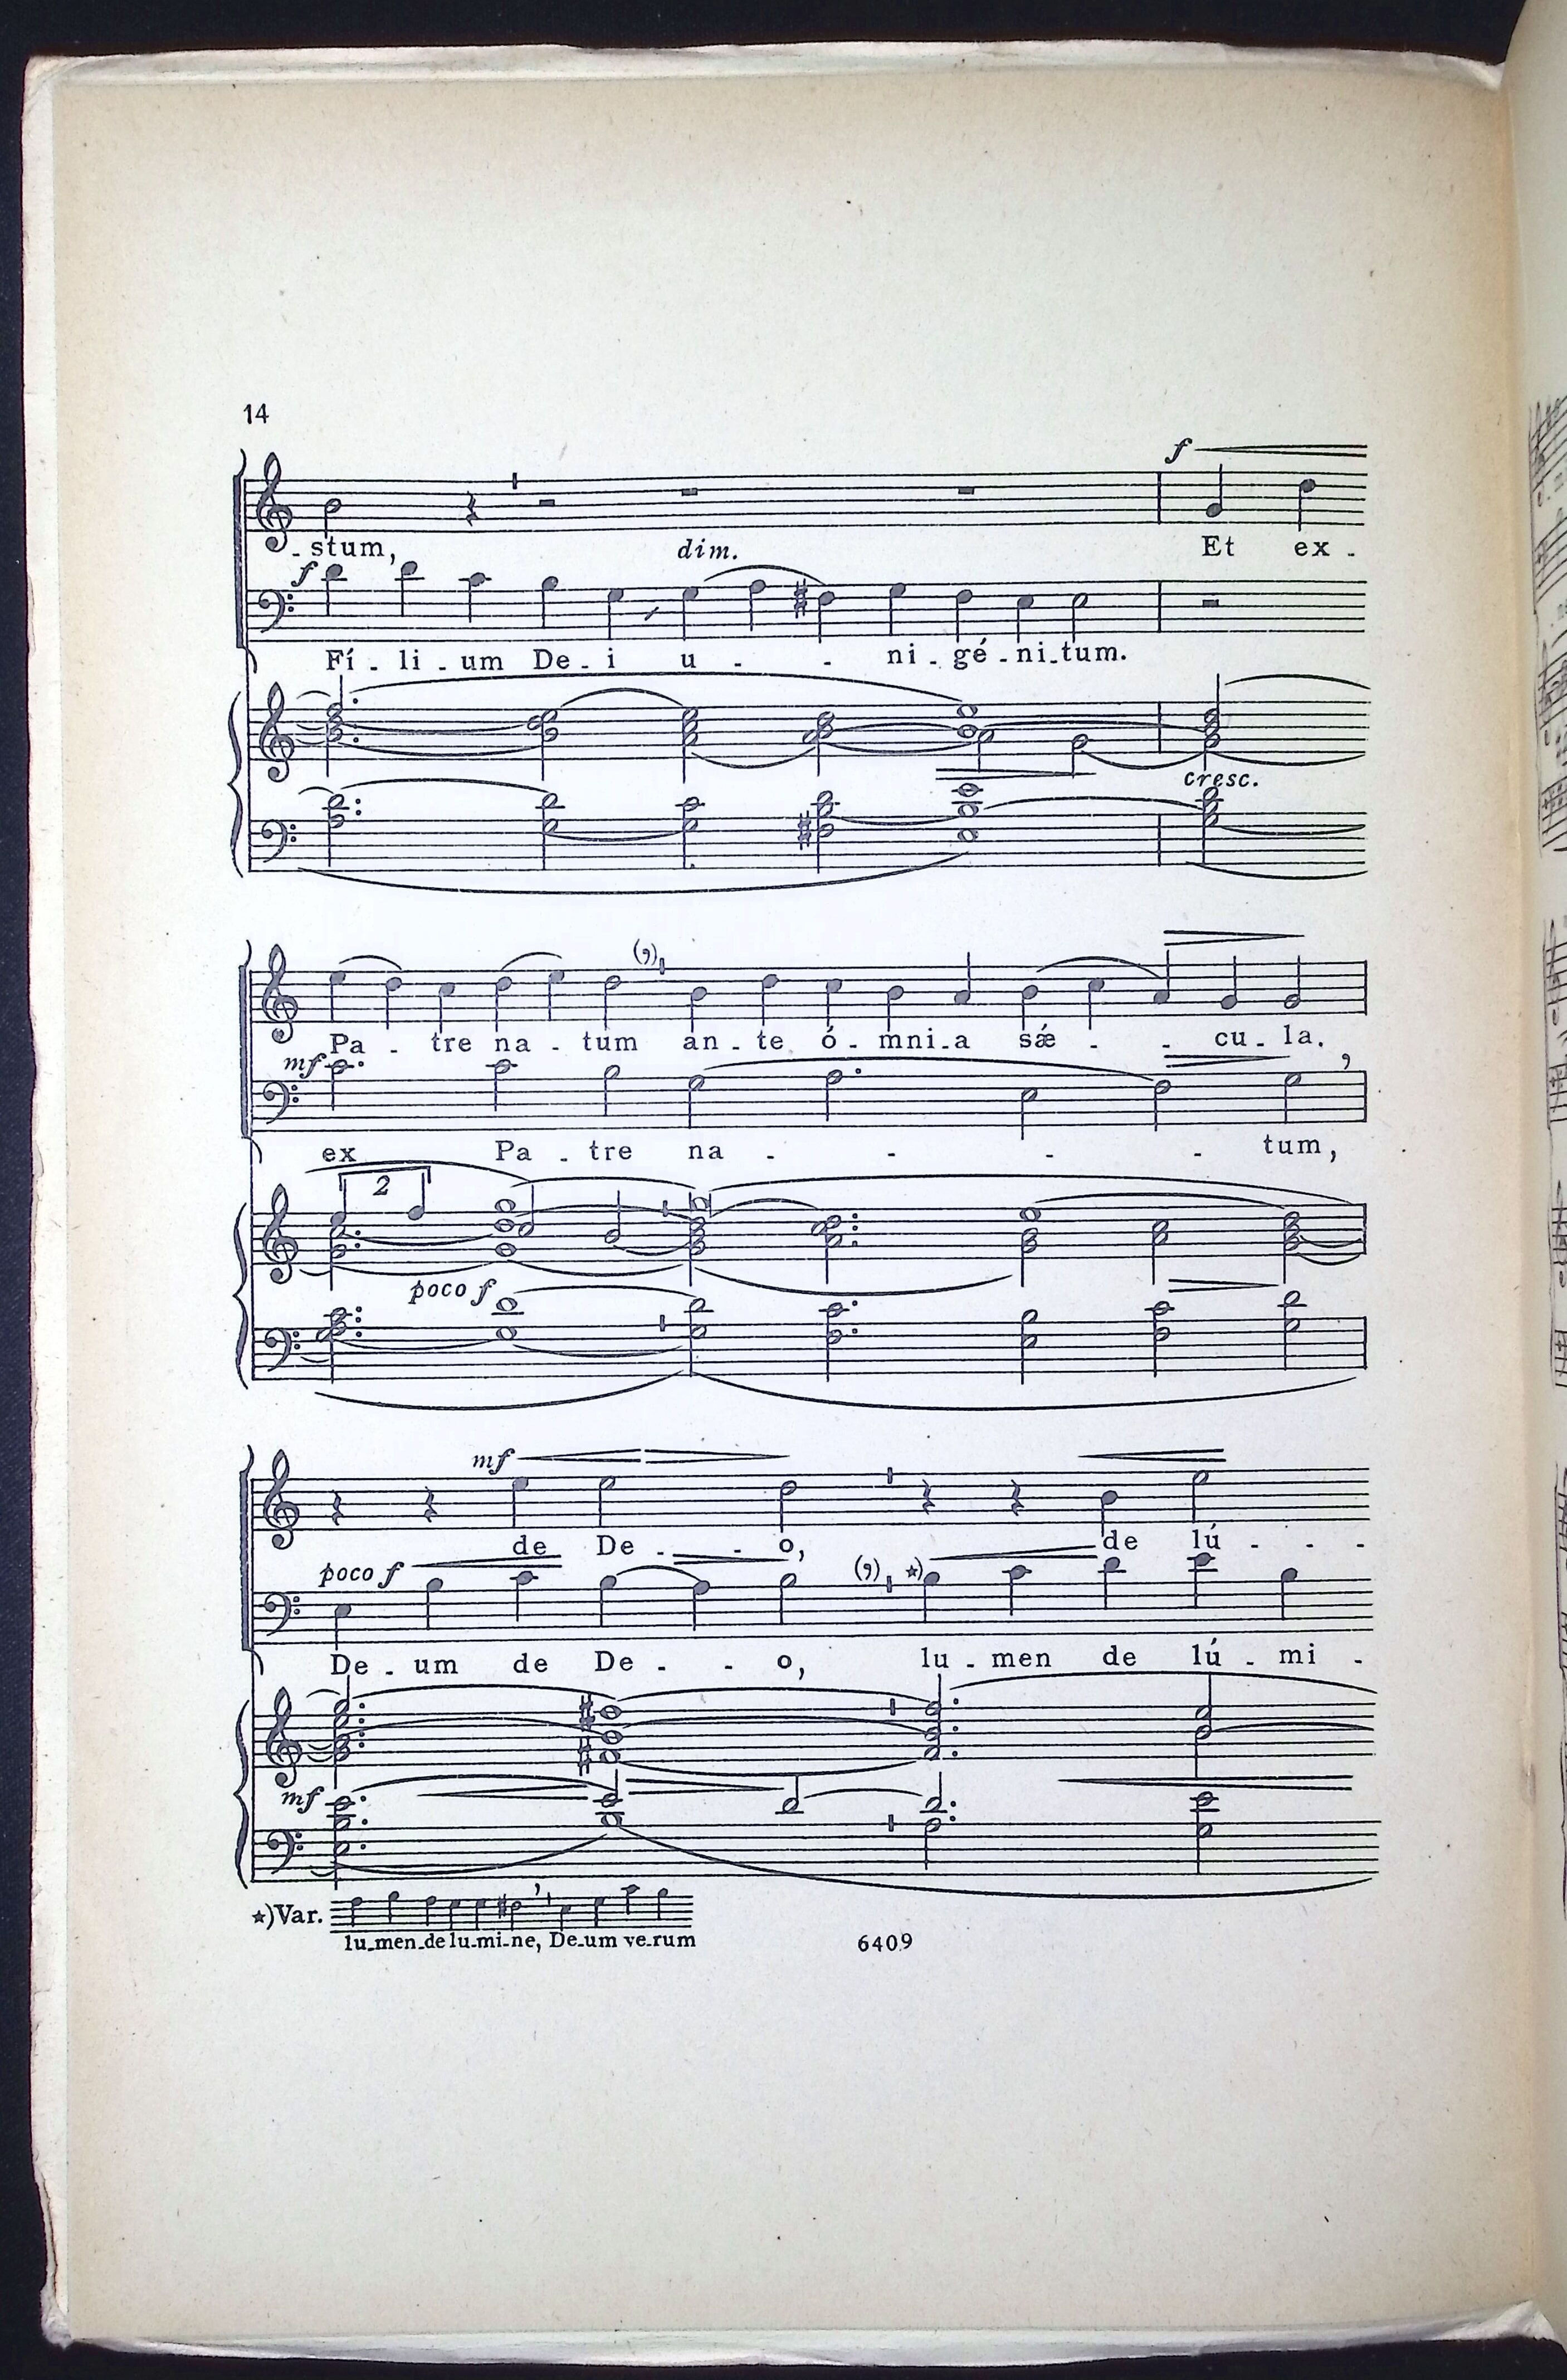 14
f
- stum, dim. Et ex -
f
Fí - li - um De - i u - - ni - gé - ni - tum.
cresc.
(,)
Pa - tre na - tum an - te ó - mni - a sǽ - - cu - la.
mf ,
ex Pa - tre na - - - - tum,
2
poco f
mf
de De - - o, de lú - - -
poco f (,) *)
De - um de De - - o, lu - men de lú - mi -
mf
*) Var.
lu - men de lu - mi - ne, De - um ve - rum
6409